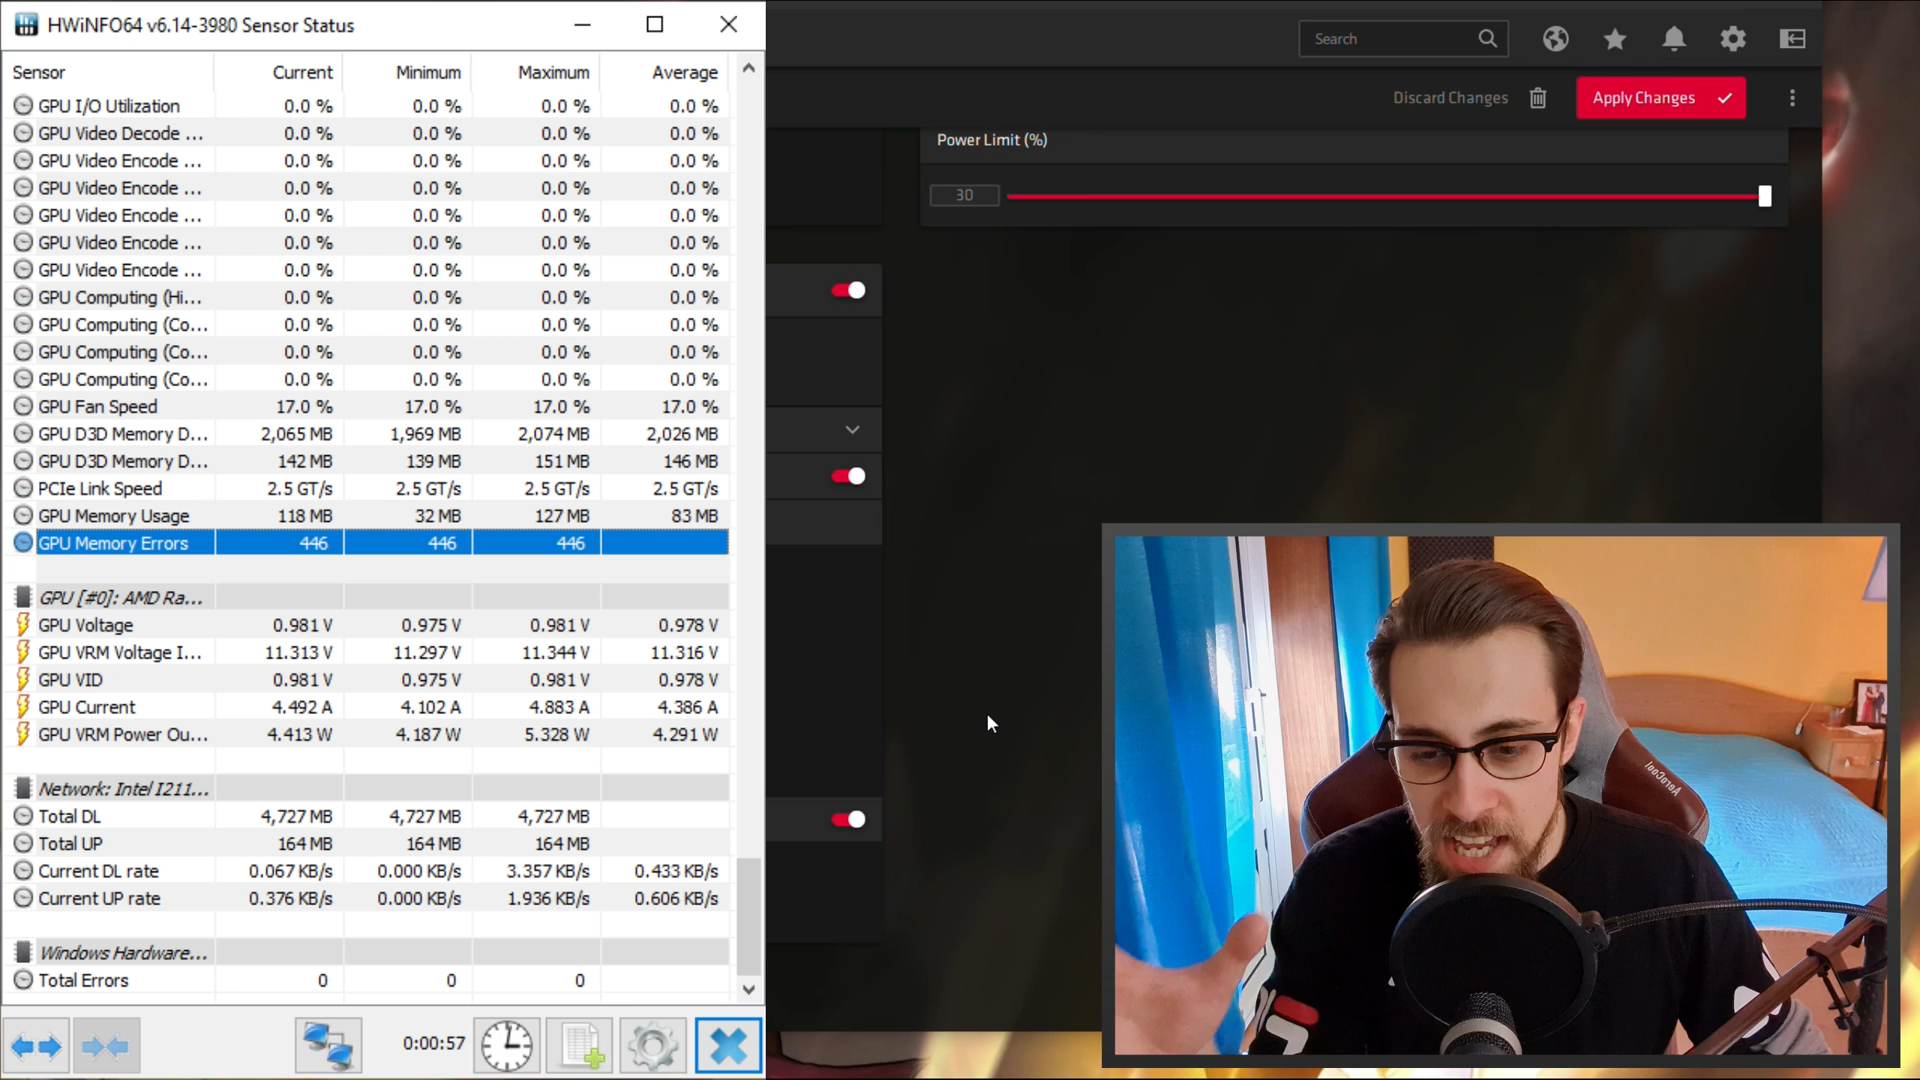 HWiNFO64 v6.14-3980 Sensor Status
Sensor Current Minimum Maximum Average
GPU I/O Utilization 0.0 % 0.0 % 0.0 % 0.0 %
GPU Video Decode ... 0.0 % 0.0 % 0.0 % 0.0 %
GPU Video Encode ... 0.0 % 0.0 % 0.0 % 0.0 %
GPU Video Encode ... 0.0 % 0.0 % 0.0 % 0.0 %
GPU Video Encode ... 0.0 % 0.0 % 0.0 % 0.0 %
GPU Video Encode ... 0.0 % 0.0 % 0.0 % 0.0 %
GPU Video Encode ... 0.0 % 0.0 % 0.0 % 0.0 %
GPU Computing (Hi... 0.0 % 0.0 % 0.0 % 0.0 %
GPU Computing (Co... 0.0 % 0.0 % 0.0 % 0.0 %
GPU Computing (Co... 0.0 % 0.0 % 0.0 % 0.0 %
GPU Computing (Co... 0.0 % 0.0 % 0.0 % 0.0 %
GPU Fan Speed 17.0 % 17.0 % 17.0 % 17.0 %
GPU D3D Memory D... 2,065 MB 1,969 MB 2,074 MB 2,026 MB
GPU D3D Memory D... 142 MB 139 MB 151 MB 146 MB
PCIe Link Speed 2.5 GT/s 2.5 GT/s 2.5 GT/s 2.5 GT/s
GPU Memory Usage 118 MB 32 MB 127 MB 83 MB
GPU Memory Errors 446 446 446
GPU [#0]: AMD Ra...
GPU Voltage 0.981 V 0.975 V 0.981 V 0.978 V
GPU VRM Voltage I... 11.313 V 11.297 V 11.344 V 11.316 V
GPU VID 0.981 V 0.975 V 0.981 V 0.978 V
GPU Current 4.492 A 4.102 A 4.883 A 4.386 A
GPU VRM Power Ou... 4.413 W 4.187 W 5.328 W 4.291 W
Network: Intel I211...
Total DL 4,727 MB 4,727 MB 4,727 MB
Total UP 164 MB 164 MB 164 MB
Current DL rate 0.067 KB/s 0.000 KB/s 3.357 KB/s 0.433 KB/s
Current UP rate 0.376 KB/s 0.000 KB/s 1.936 KB/s 0.606 KB/s
Windows Hardware...
Total Errors 0 0 0
0:00:57
Search
Discard Changes
Apply Changes
Power Limit (%)
30
AeroCool